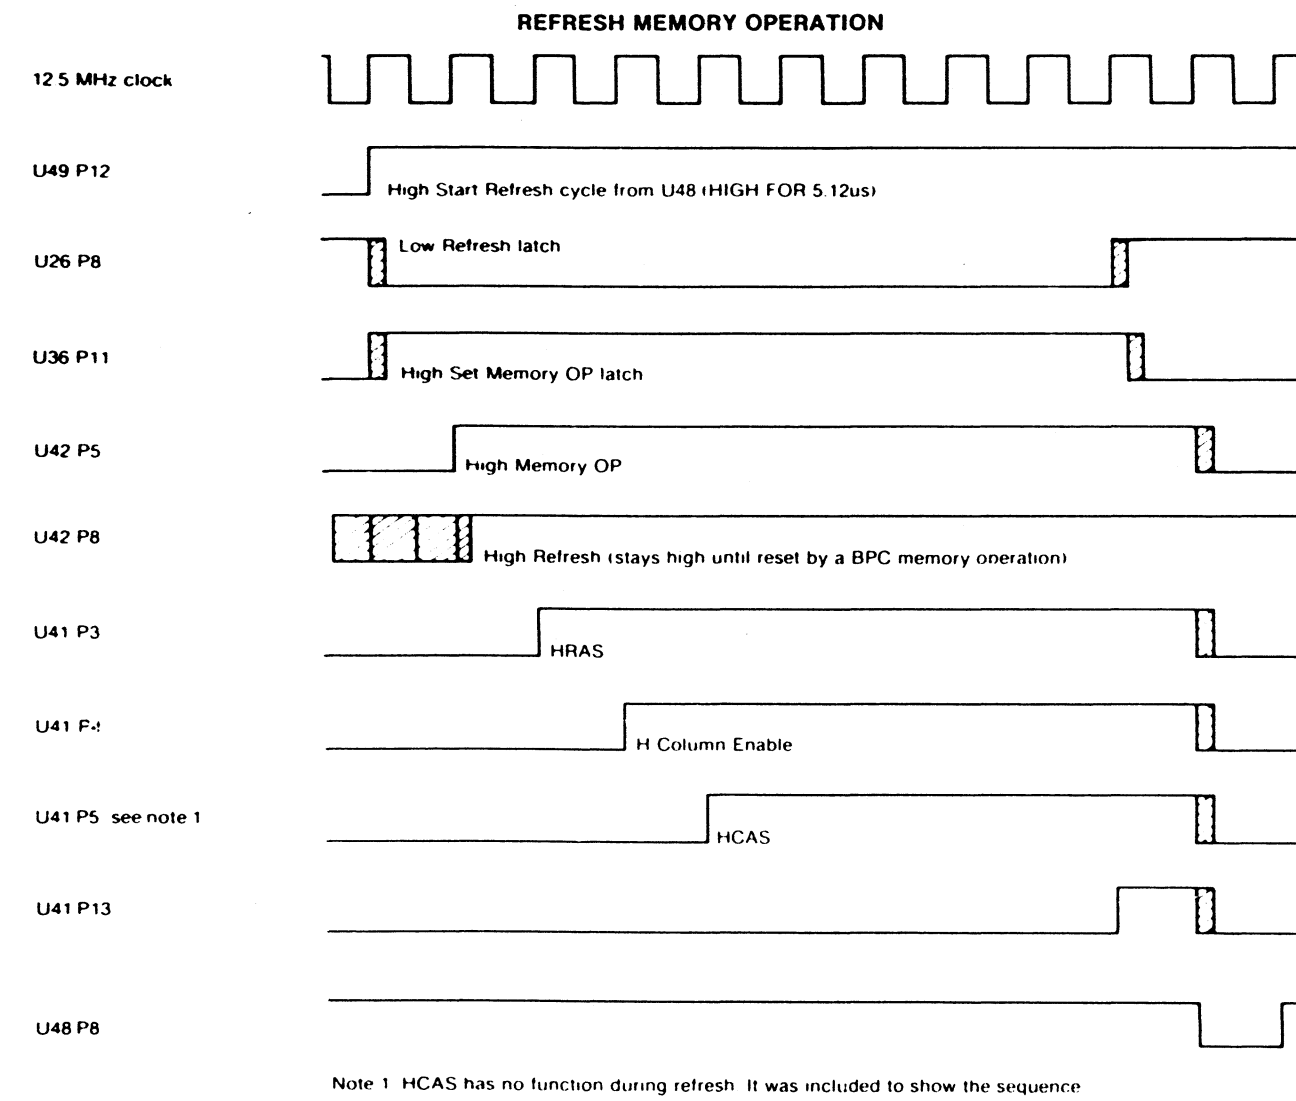 REFRESH MEMORY OPERATION
12 5 MHz clock
U49 P12
High Start Refresh cycle from U48 (HIGH FOR 5.12us)
Low Refresh latch
U26 P8
U36 P11
High Set Memory OP latch
U42 P5
High Memory OP
U42 P8
High Refresh (stays high until reset by a BPC memory operation)
U41 P3
HRAS
U41
H Column Enable
U41 P5 see note 1
HCAS
U41 P13
U48 P8
Note 1 HCAS has no function during refresh It was included to show the sequence